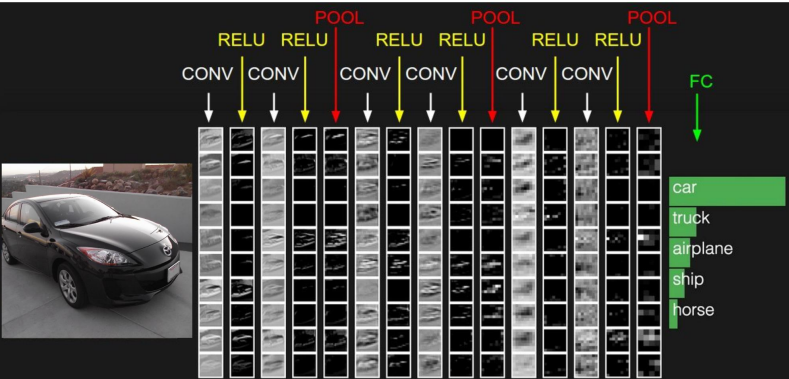 POOL POOL POOL
RELU RELU RELU RELU RELU RELU
CONV CONV CONV CONV CONV CONV
FC
car
truck
airplane
ship
horse